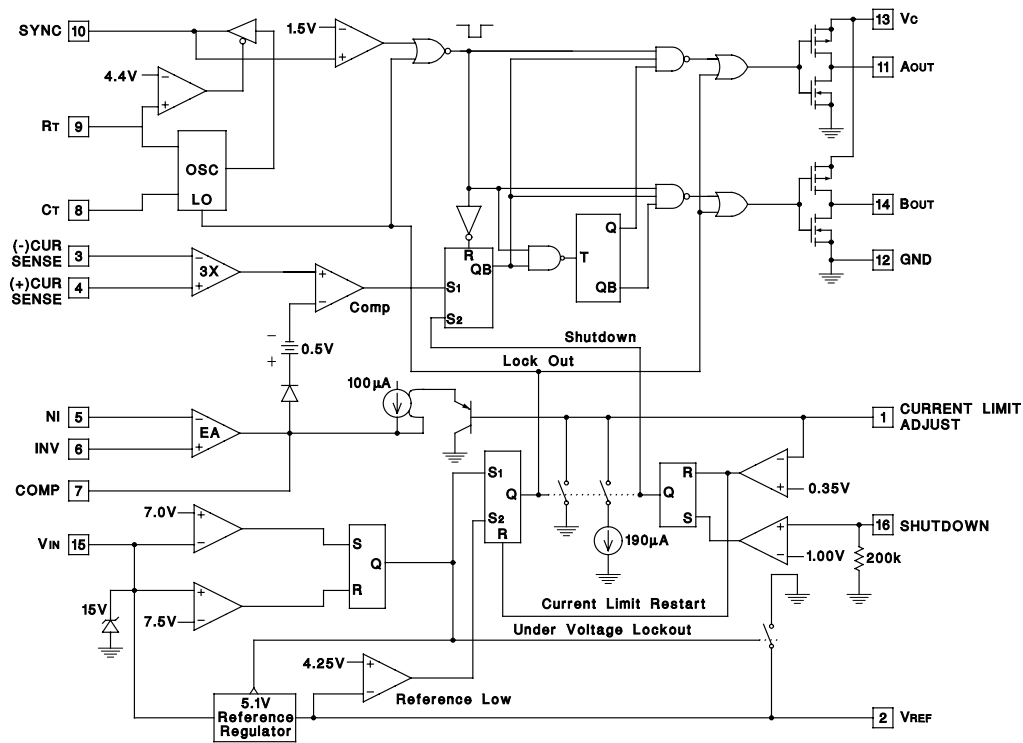 SYNC 10
1.5V
13 VC
4.4V
11 AOUT
RT 9
OSC
LO
CT 8
14 BOUT
(-)CUR SENSE 3
(+)CUR SENSE 4
3X
Comp
R
QB
S1
S2
T
Q
QB
12 GND
0.5V
Shutdown
Lock Out
100µA
NI 5
INV 6
EA
1 CURRENT LIMIT
ADJUST
COMP 7
S1
Q
S2
R
Q
R
S
0.35V
7.0V
VIN 15
16 SHUTDOWN
190µA
1.00V
200k
S
Q
R
15V
7.5V
Current Limit Restart
Under Voltage Lockout
4.25V
Reference Low
5.1V
Reference
Regulator
2 VREF